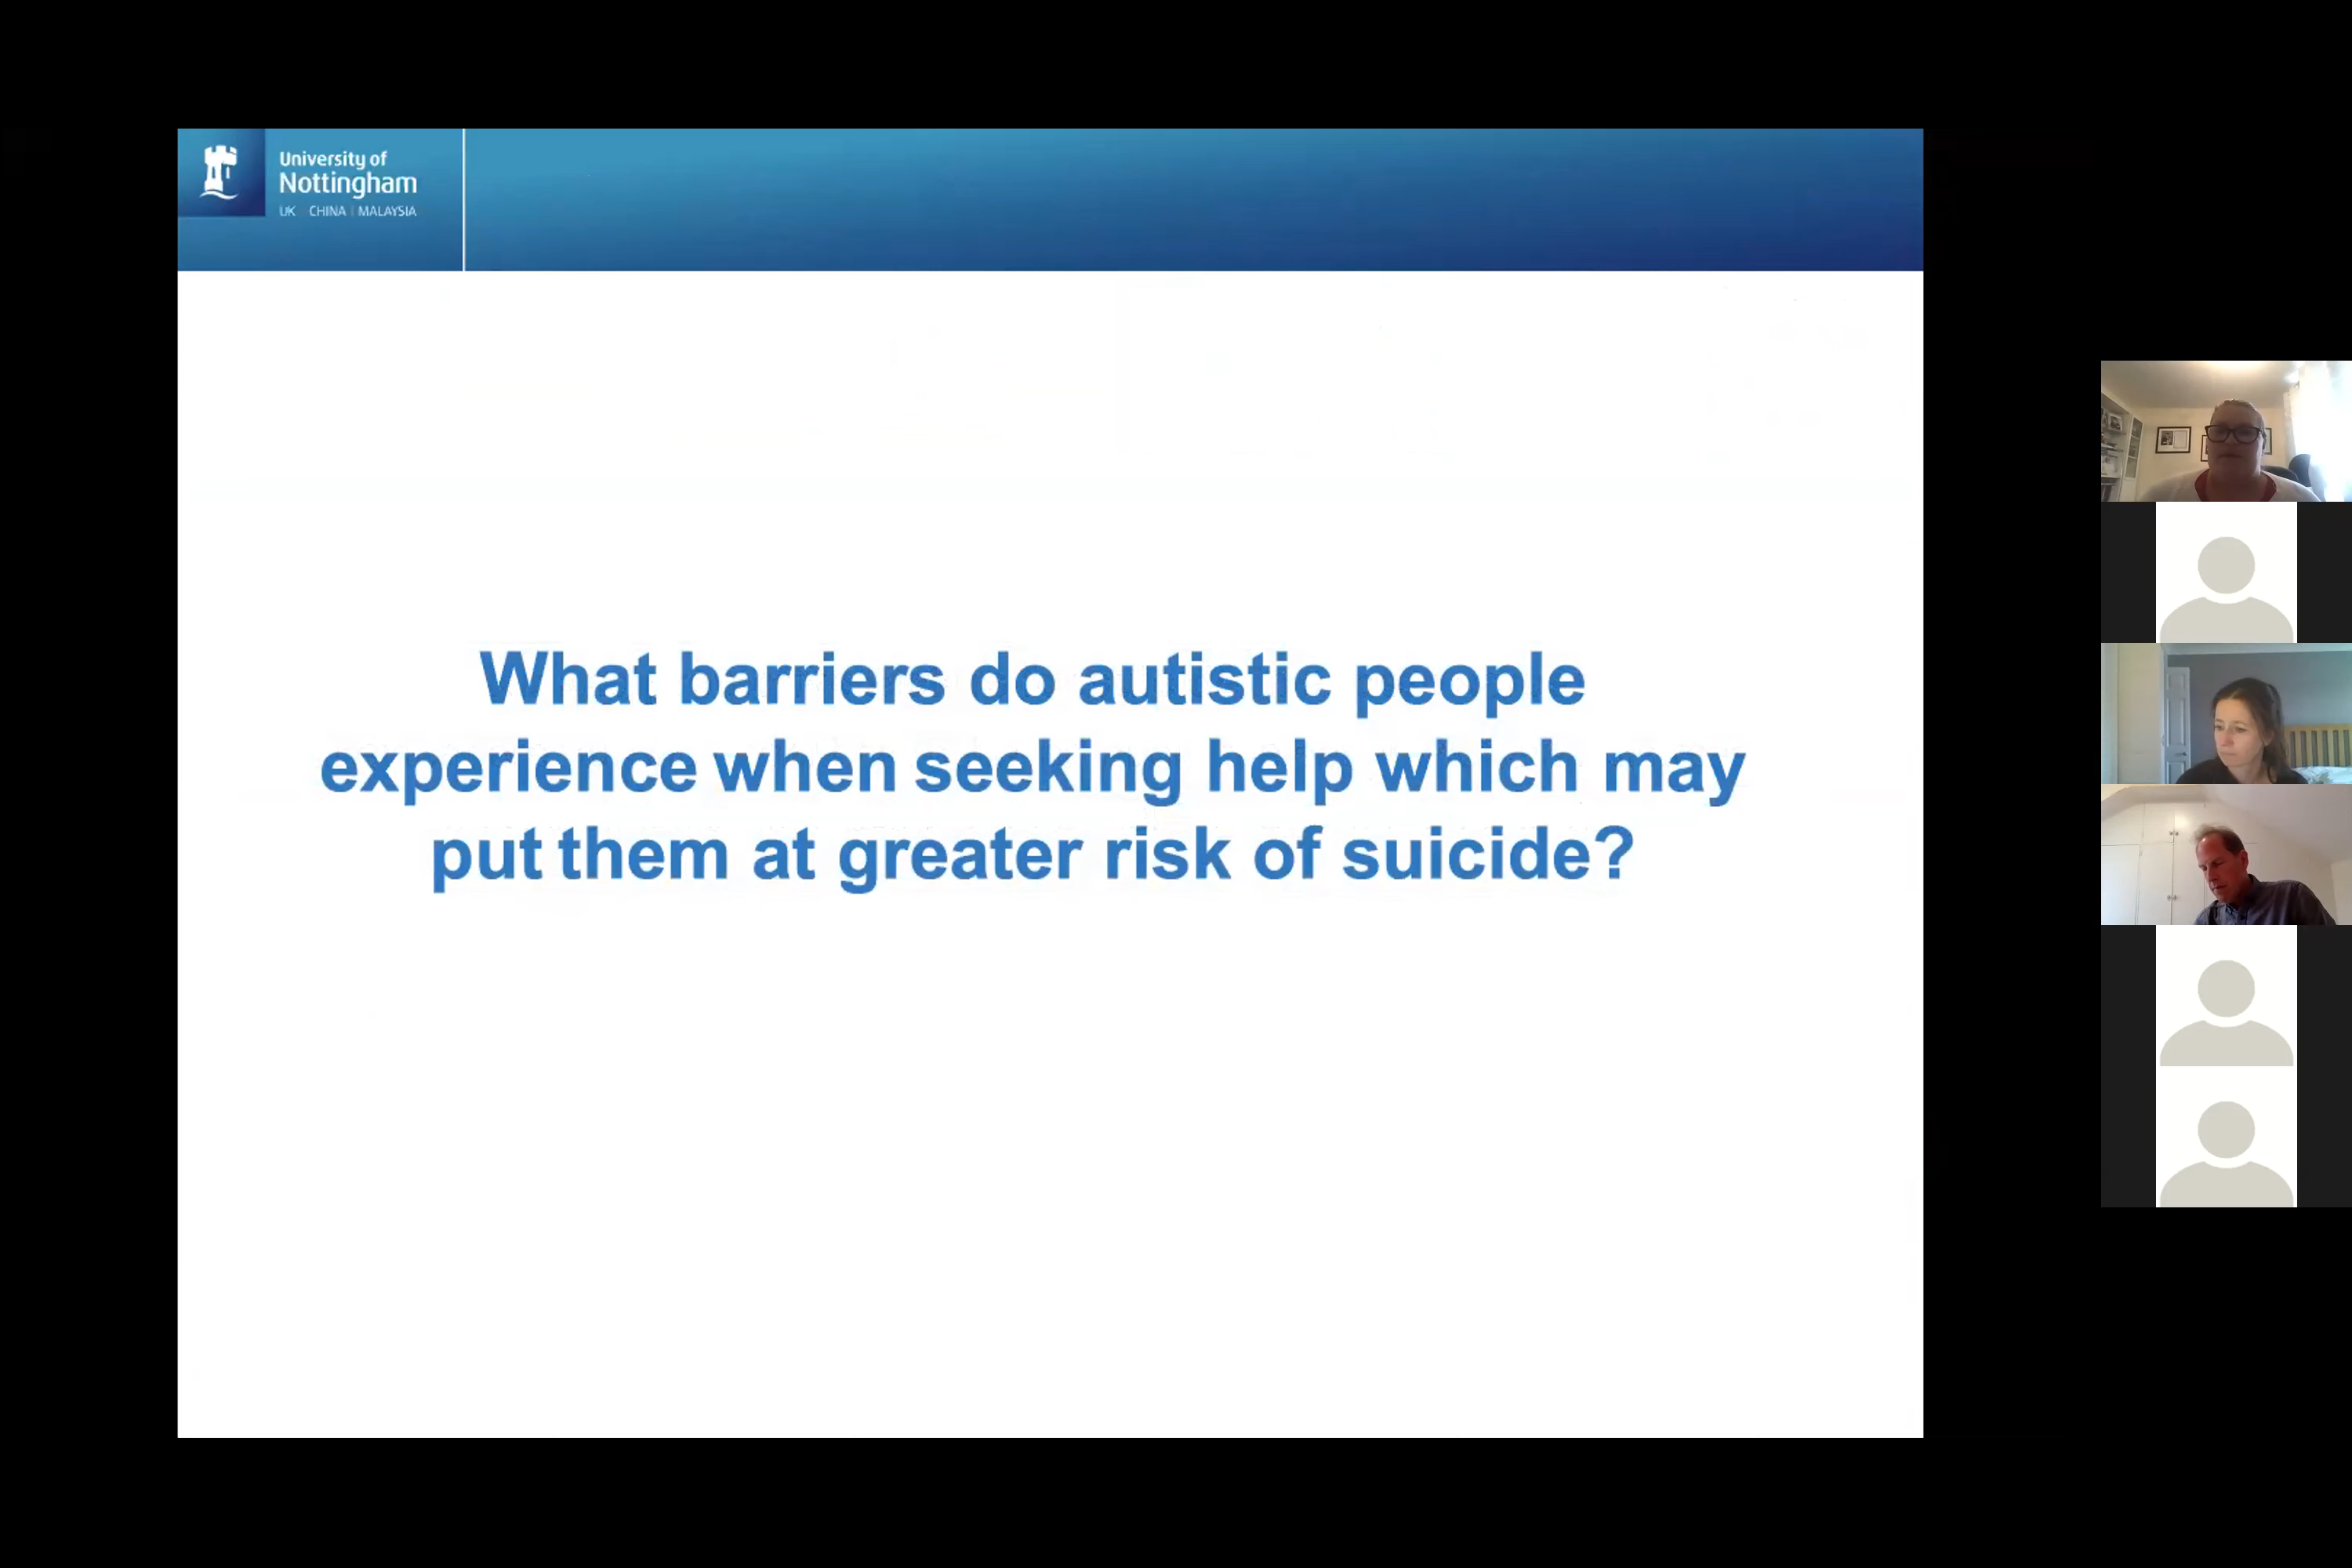 University of
Nottingham
UK | CHINA | MALAYSIA
What barriers do autistic people
experience when seeking help which may
put them at greater risk of suicide?